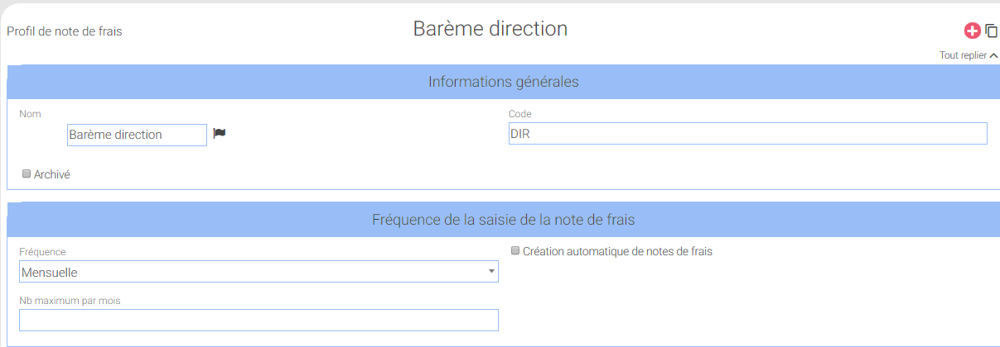 Profil de note de frais
Barème direction
Tout replier
Informations générales
Nom
Code
Barème direction
DIR
Archivé
Fréquence de la saisie de la note de frais
Fréquence
Création automatique de notes de frais
Mensuelle
Nb maximum par mois